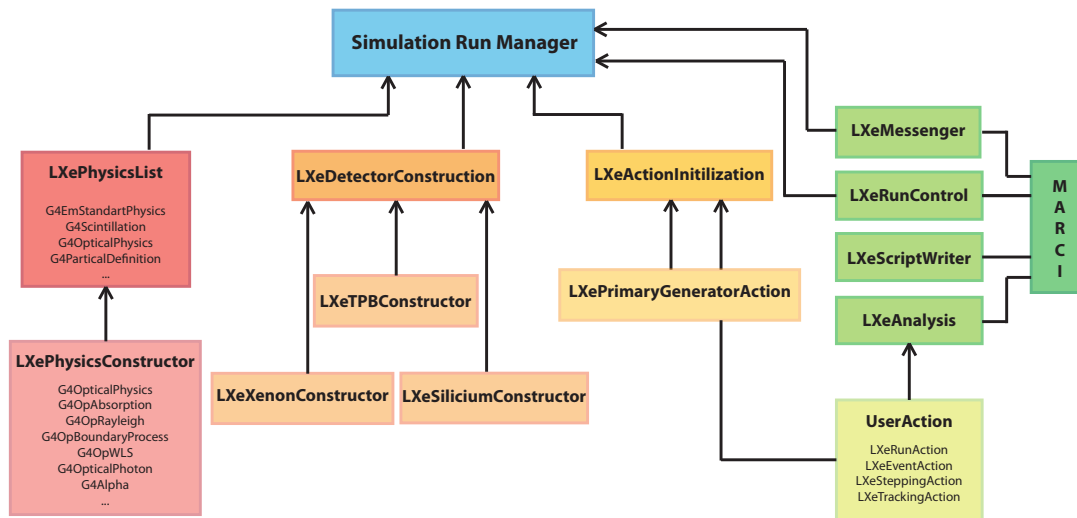 Simulation Run Manager
LXePhysicsList
G4EmStandartPhysics
G4Scintillation
G4OpticalPhysics
G4ParticalDefinition
...
LXePhysicsConstructor
G4OpticalPhysics
G4OpAbsorption
G4OpRayleigh
G4OpBoundaryProcess
G4OpWLS
G4OpticalPhoton
G4Alpha
...
LXeDetectorConstruction
LXeTPBConstructor
LXeXenonConstructor
LXeSiliciumConstructor
LXeActionInitilization
LXePrimaryGeneratorAction
LXeMessenger
LXeRunControl
LXeScriptWriter
LXeAnalysis
UserAction
LXeRunAction
LXeEventAction
LXeSteppingAction
LXeTrackingAction
M
A
R
C
I